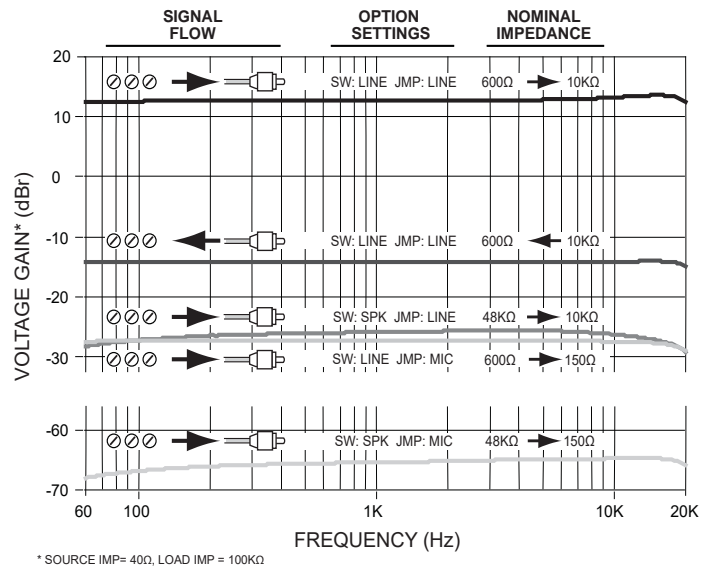 SIGNAL FLOW
OPTION SETTINGS
NOMINAL IMPEDANCE
VOLTAGE GAIN* (dBr)
20
SW: LINE JMP: LINE 600Ω 10KΩ
10
0
-10
SW: LINE JMP: LINE 600Ω 10KΩ
-20
SW: SPK JMP: LINE 48KΩ 10KΩ
-30
SW: LINE JMP: MIC 600Ω 150Ω
-60
SW: SPK JMP: MIC 48KΩ 150Ω
-70
60 100 1K 10K 20K
FREQUENCY (Hz)
* SOURCE IMP= 40Ω, LOAD IMP = 100KΩ